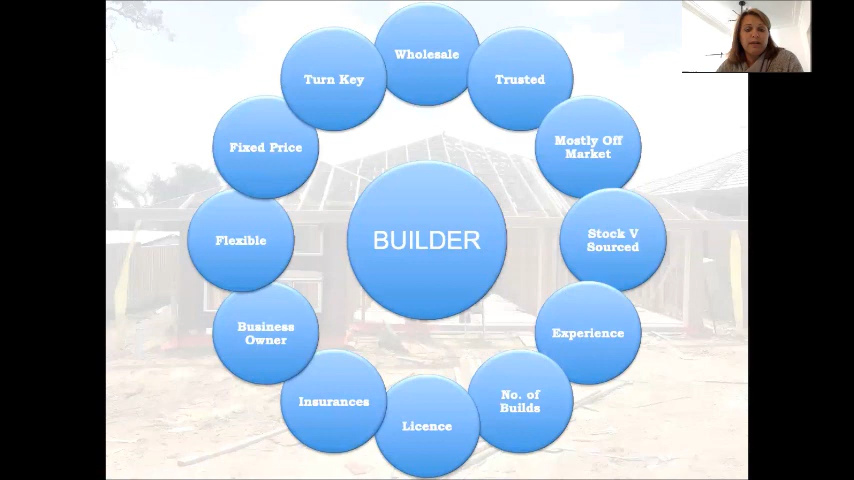 Wholesale
Trusted
Mostly Off
Market
Stock V
Sourced
Experience
No. of
Builds
Licence
Insurances
Business
Owner
Flexible
Fixed Price
Turn Key
BUILDER